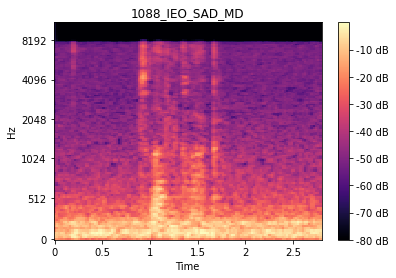 1088_IEO_SAD_MD
8192
4096
2048
1024
512
0
Hz
0
0.5
1
1.5
2
2.5
Time
-10 dB
-20 dB
-30 dB
-40 dB
-50 dB
-60 dB
-70 dB
-80 dB